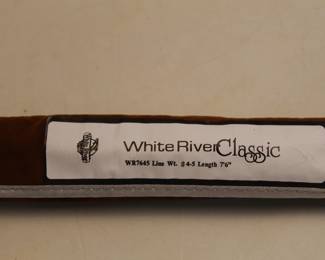 White River Classic
WR7645 Line Wt. #4-5 Length 7'6"